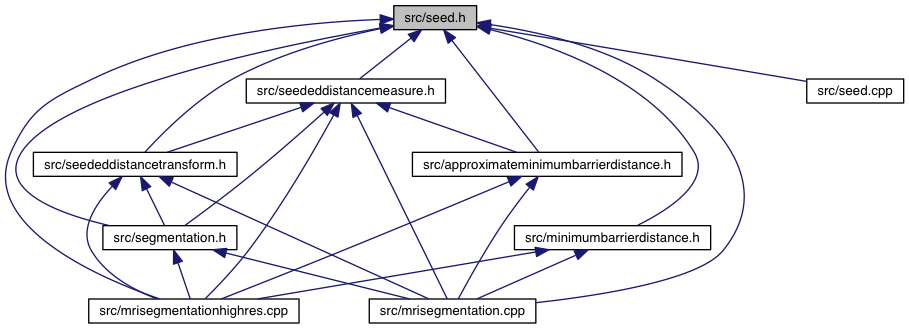 src/seed.h
src/seededdistancemeasure.h
src/seed.cpp
src/seededdistancetransform.h
src/approximateminimumbarrierdistance.h
src/segmentation.h
src/minimumbarrierdistance.h
src/mrisegmentationhighres.cpp
src/mrisegmentation.cpp